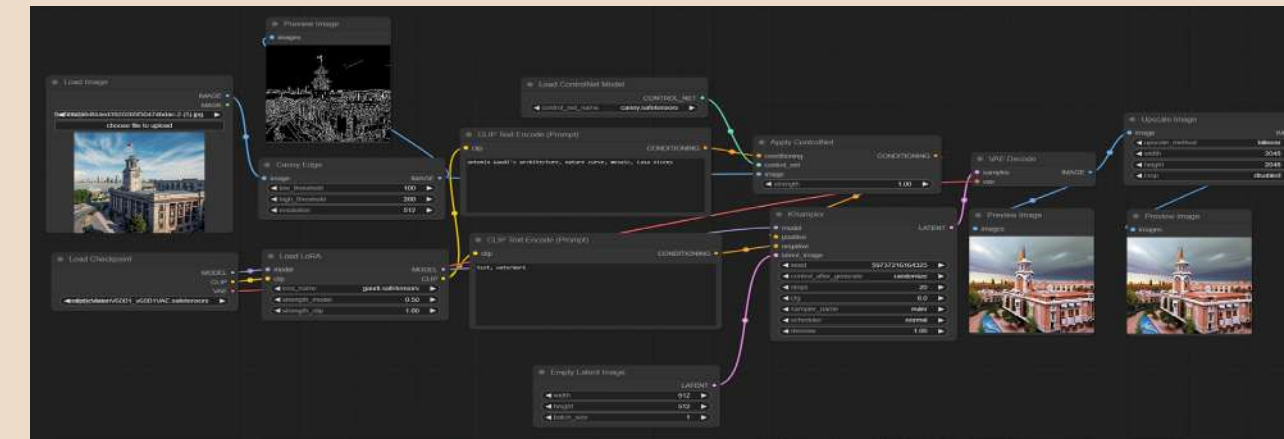 Preview Image
images
Load Image
IMAGE
MASK
choose file to upload
Load ControlNet Model
CONTROL_NET
control_net_name canny.safetensors
CLIP Text Encode (Prompt)
clip CONDITIONING
antonio Gaudi's architecture, nature curve, mosaic, casa stones
Canny Edge
image IMAGE
low_threshold 100
high_threshold 200
resolution 512
Apply ControlNet
conditioning CONDITIONING
control_net
image
strength 1.00
VAE Decode
samples IMAGE
vae
Upscale Image
image
upscale_method
width 2048
height 2048
crop disabled
Load Checkpoint
MODEL
CLIP
VAE
Load LoRA
model MODEL
clip CLIP
lora_name gaudi.safetensors
strength_model 0.50
strength_clip 1.00
CLIP Text Encode (Prompt)
clip CONDITIONING
text, watermark
KSampler
model LATENT
positive
negative
latent_image
seed 59737216164325
control_after_generate randomize
steps 20
cfg 6.0
sampler_name euler
scheduler normal
denoise 1.00
Preview Image
images
Preview Image
images
Empty Latent Image
LATENT
width 512
height 512
batch_size 1